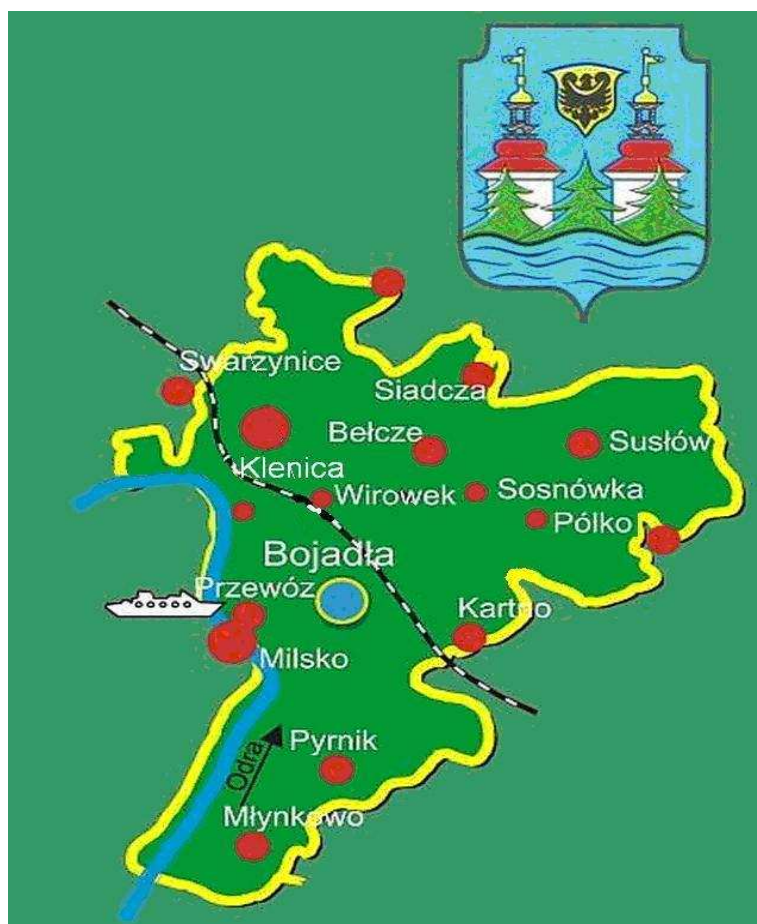 Swarzynice
Siadcza
Bełcze
Susłów
Klenica
Wirowek
Sosnówka
Pólko
Bojadła
Przewóz
Kartno
Milsko
Pyrnik
Odra
Młynkowo